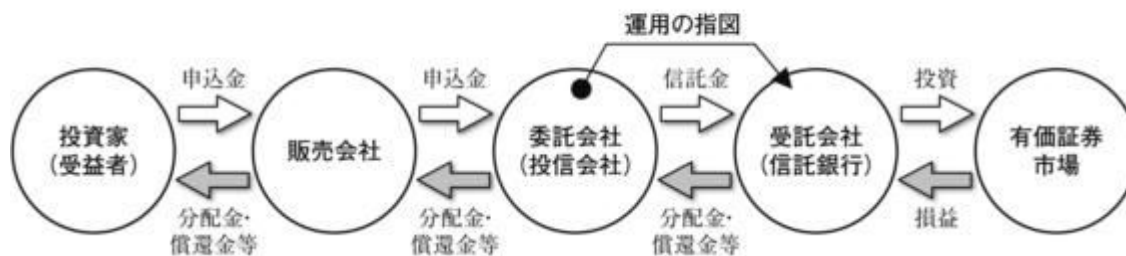 運用の指図
申込金
申込金
信託金
投資
投資家
(受益者)
販売会社
委託会社
(投信会社)
受託会社
(信託銀行)
有価証券
市場
分配金・
償還金等
分配金・
償還金等
分配金・
償還金等
損益